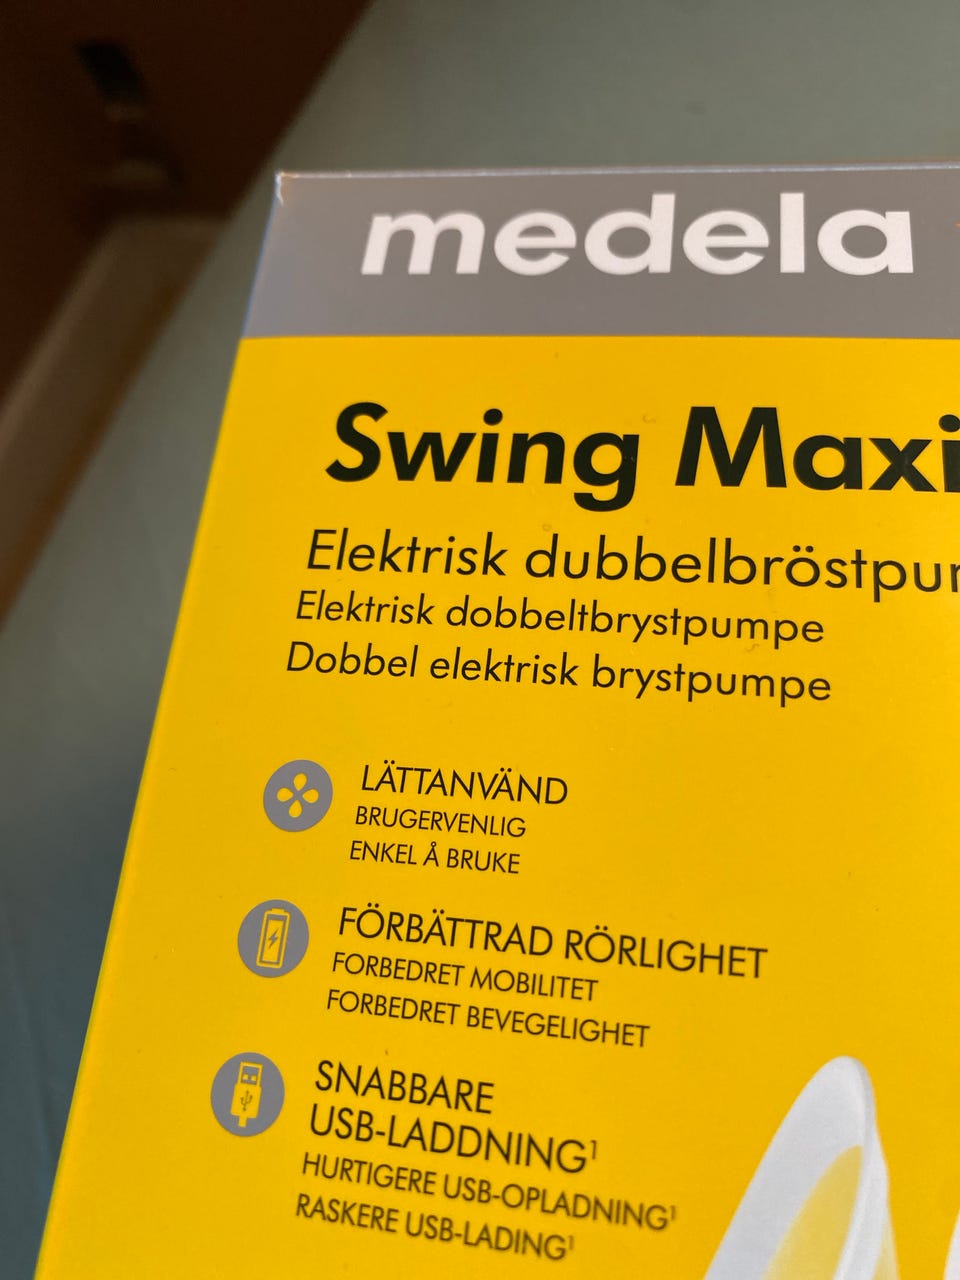 medela
Swing Maxi
Elektrisk dubbelbröstpu
Elektrisk dobbeltbrystpumpe
Dobbel elektrisk brystpumpe
LÄTTANVÄND
BRUGERVENLIG
ENKEL Å BRUKE
FÖRBÄTTRAD RÖRLIGHET
FORBEDRET MOBILITET
FORBEDRET BEVEGELIGHET
SNABBARE
USB-LADDNING¹
HURTIGERE USB-OPLADNING¹
RASKERE USB-LADING¹